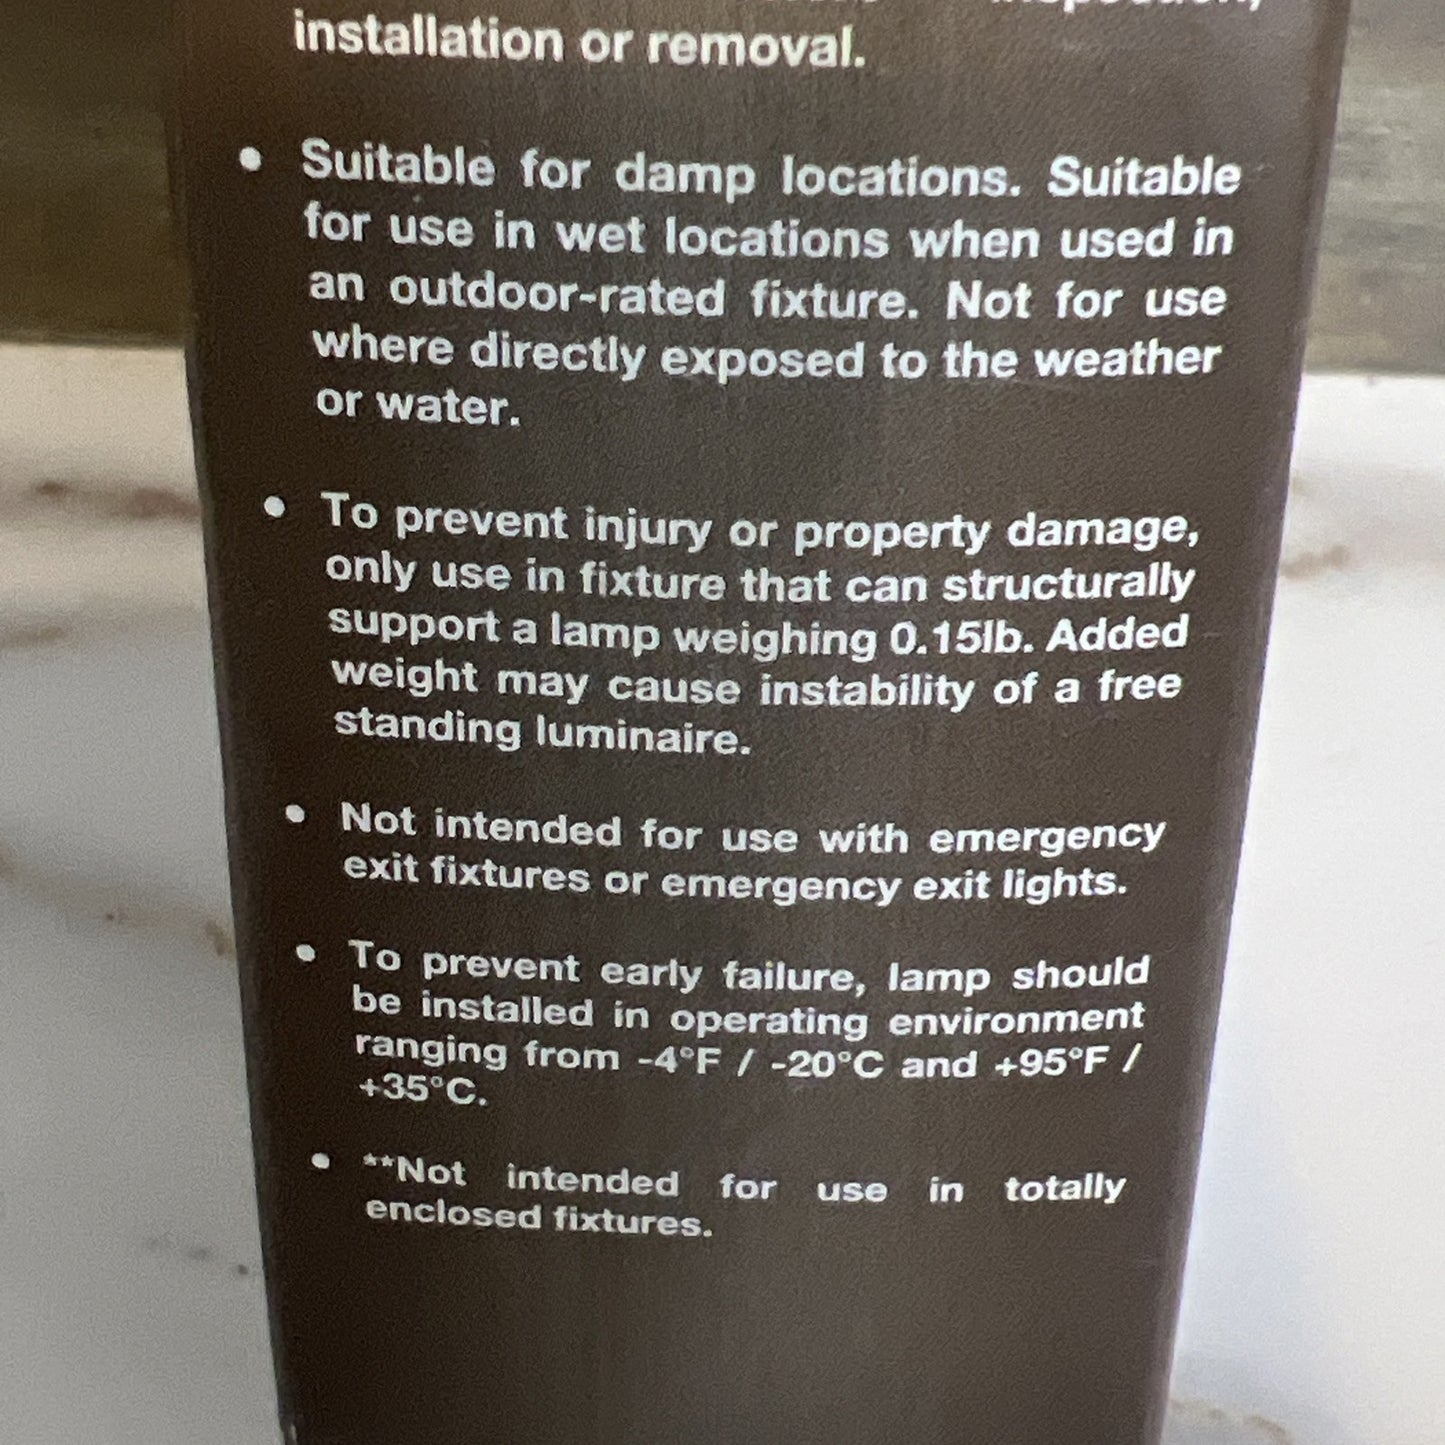 installation or removal.
• Suitable for damp locations. Suitable
for use in wet locations when used in
an outdoor-rated fixture. Not for use
where directly exposed to the weather
or water.
• To prevent injury or property damage,
only use in fixture that can structurally
support a lamp weighing 0.15lb. Added
weight may cause instability of a free
standing luminaire.
• Not intended for use with emergency
exit fixtures or emergency exit lights.
• To prevent early failure, lamp should
be installed in operating environment
ranging from -4°F / -20°C and +95°F /
+35°C.
• **Not intended for use in totally
enclosed fixtures.